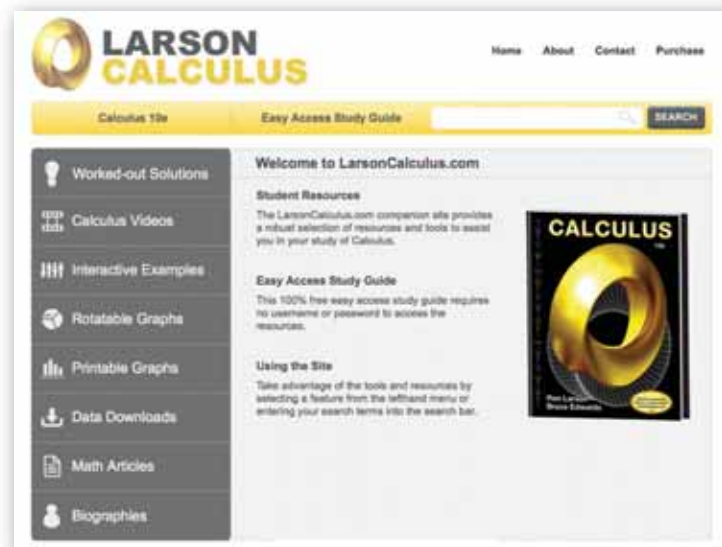 LARSON
CALCULUS
Home About Contact Purchase
Calculus 10e Easy Access Study Guide SEARCH
Worked-out Solutions
Calculus Videos
Interactive Examples
Rotatable Graphs
Printable Graphs
Data Downloads
Math Articles
Biographies
Welcome to LarsonCalculus.com
Student Resources
The LarsonCalculus.com companion site provides
a robust selection of resources and tools to assist
you in your study of Calculus.
Easy Access Study Guide
This 100% free easy access study guide requires
no username or password to access the
resources.
Using the Site
Take advantage of the tools and resources by
selecting a feature from the lefthand menu or
entering your search terms into the search bar.
CALCULUS
10e
Ron Larson
Bruce Edwards